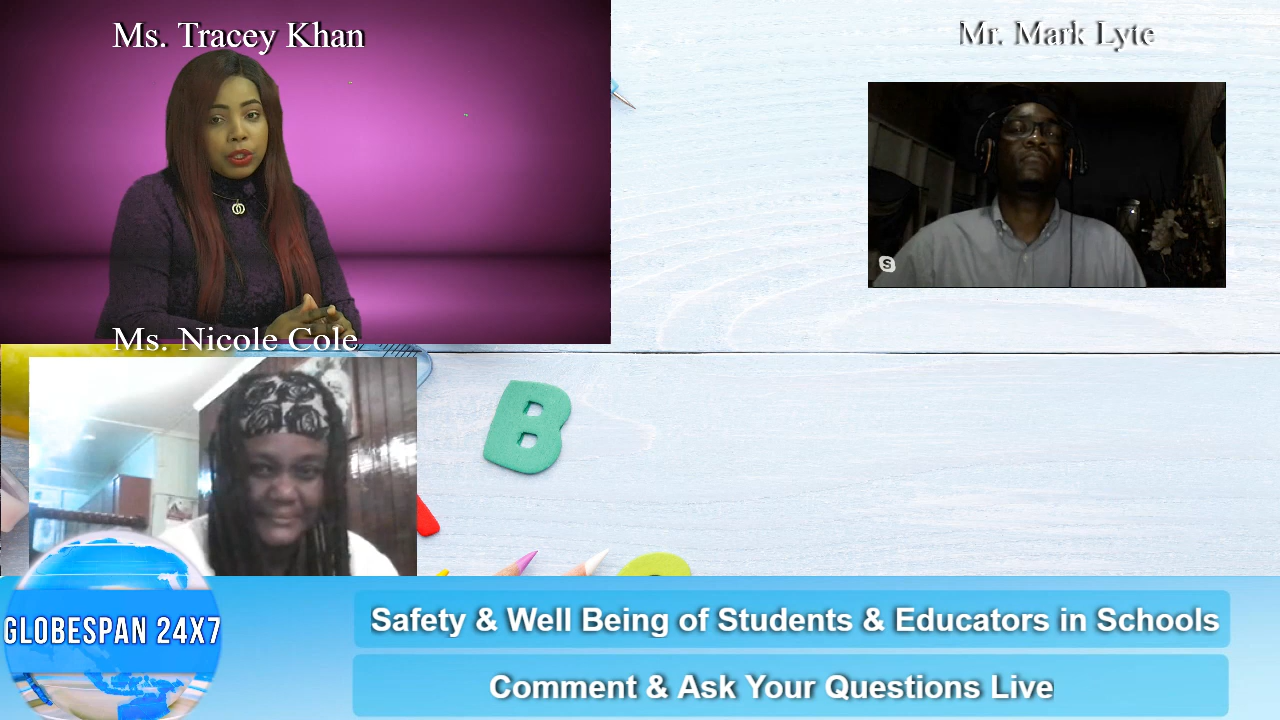 Ms. Tracey Khan
Mr. Mark Lyte
Ms. Nicole Cole
B
GLOBESPAN 24X7
Safety & Well Being of Students & Educators in Schools
Comment & Ask Your Questions Live